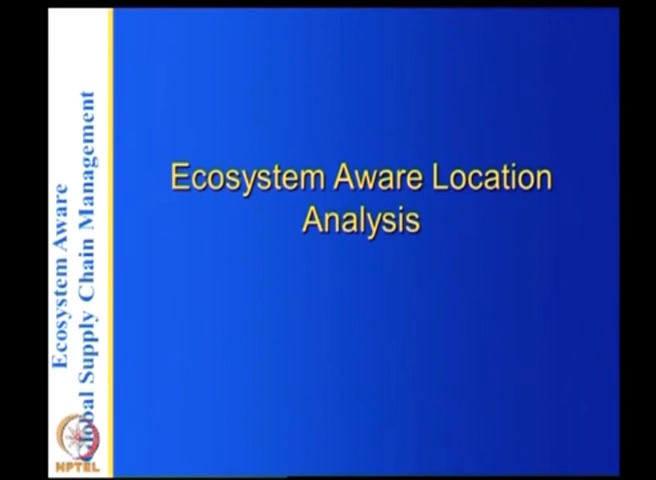 Ecosystem Aware Location
Analysis
Ecosystem Aware
Global Supply Chain Management
NPTEL